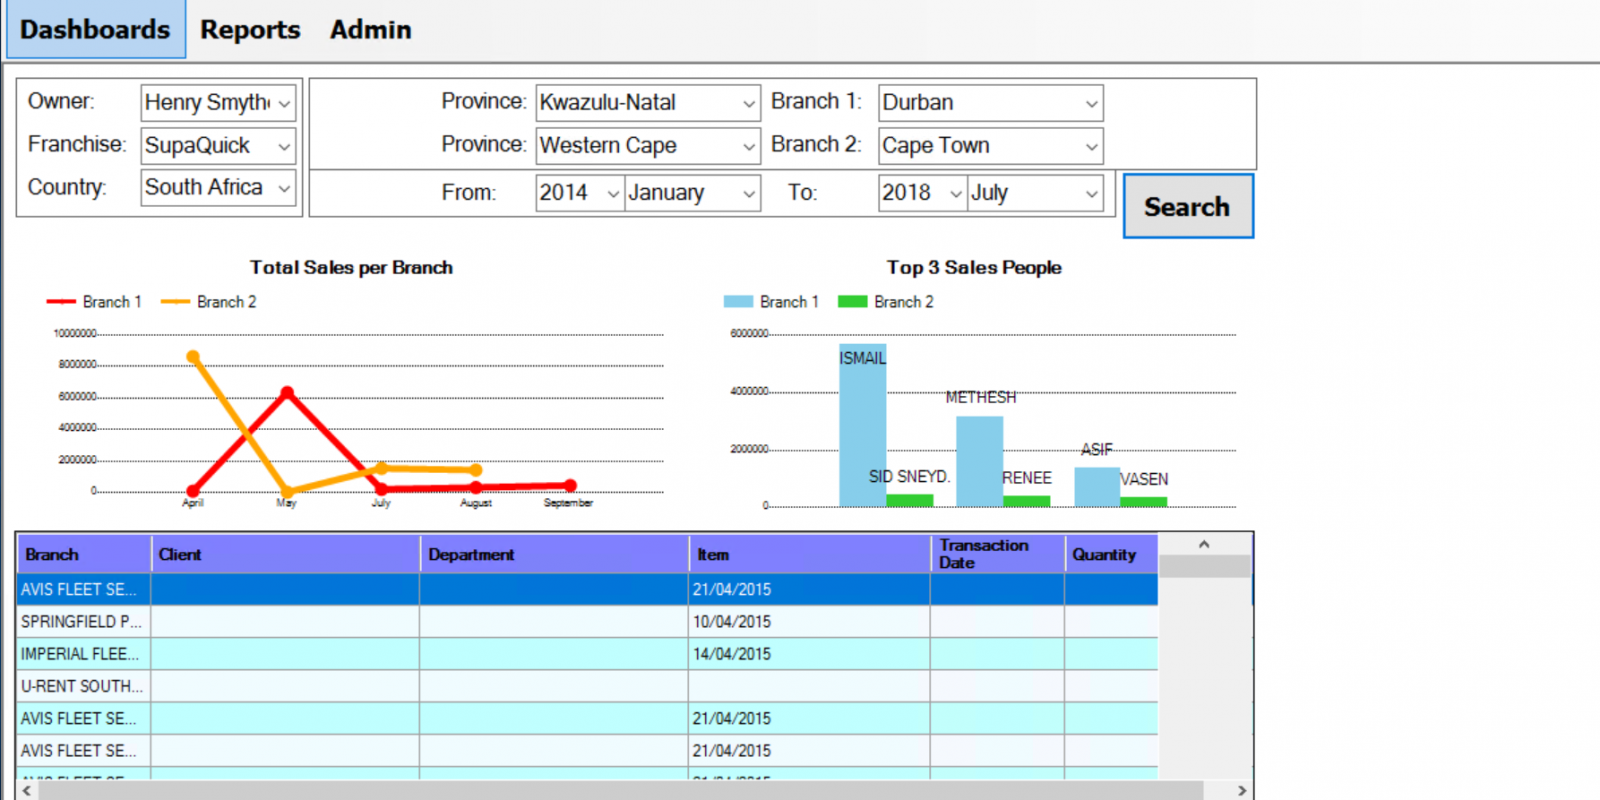 Dashboards Reports Admin
Owner: Henry Smyth Province: Kwazulu-Natal Branch 1: Durban
Franchise: SupaQuick Province: Western Cape Branch 2: Cape Town
Country: South Africa From: 2014 January To: 2018 July
Search
Total Sales per Branch
Branch 1 Branch 2
10000000
8000000
6000000
4000000
2000000
0
April May July August September
Top 3 Sales People
Branch 1 Branch 2
6000000
4000000
2000000
0
ISMAIL
METHESH
ASIF
SID SNEYD. RENEE VASEN
Branch Client Department Item Transaction Date Quantity
AVIS FLEET SE... 21/04/2015
SPRINGFIELD P... 10/04/2015
IMPERIAL FLEE... 14/04/2015
U-RENT SOUTH...
AVIS FLEET SE... 21/04/2015
AVIS FLEET SE... 21/04/2015